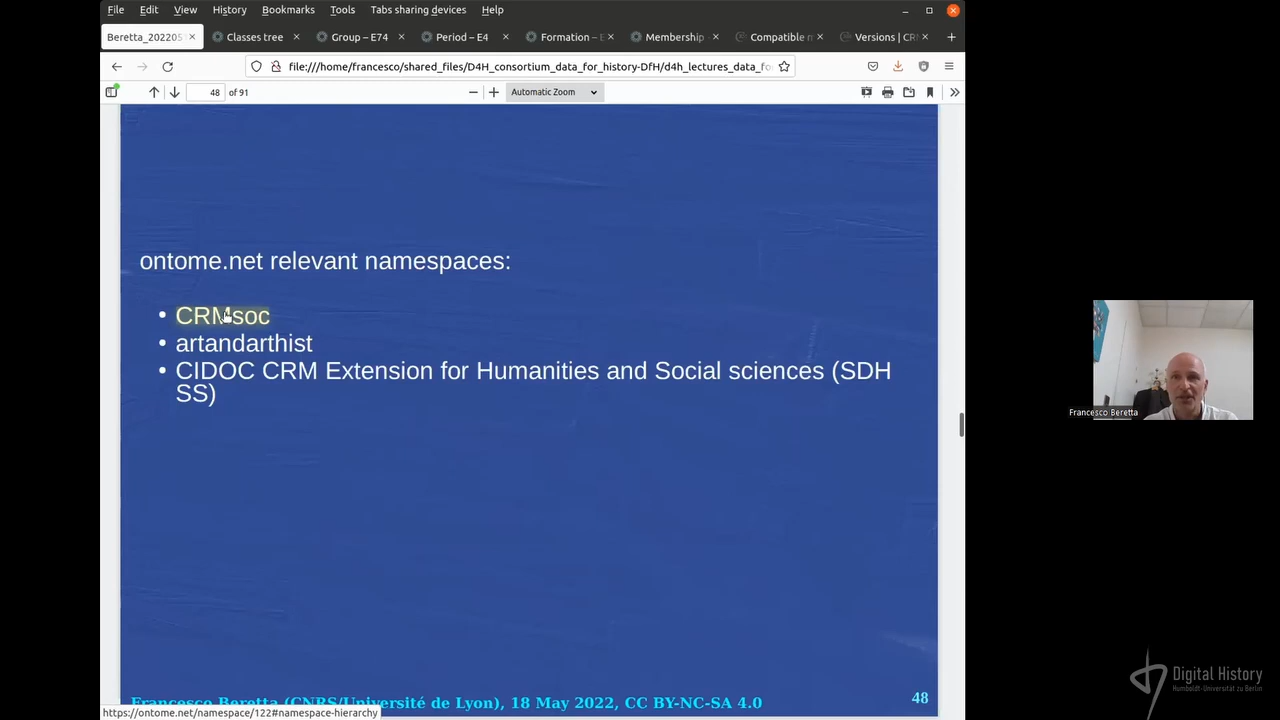 File Edit View History Bookmarks Tools Tabs sharing devices Help
Beretta_202205 Classes tree Group – E74 Period – E4 Formation – Membership Compatible Versions | CR
file:///home/francesco/shared_files/D4H_consortium_data_for_history-DfH/d4h_lectures_data_fo
48 of 91 Automatic Zoom
ontome.net relevant namespaces:
• CRMsoc
• artandarthist
• CIDOC CRM Extension for Humanities and Social sciences (SDH
SS)
Francesco Beretta (CNRS/Université de Lyon), 18 May 2022, CC BY-NC-SA 4.0 48
https://ontome.net/namespace/122#namespace-hierarchy
Francesco Beretta
Digital History
Humboldt-Universität zu Berlin